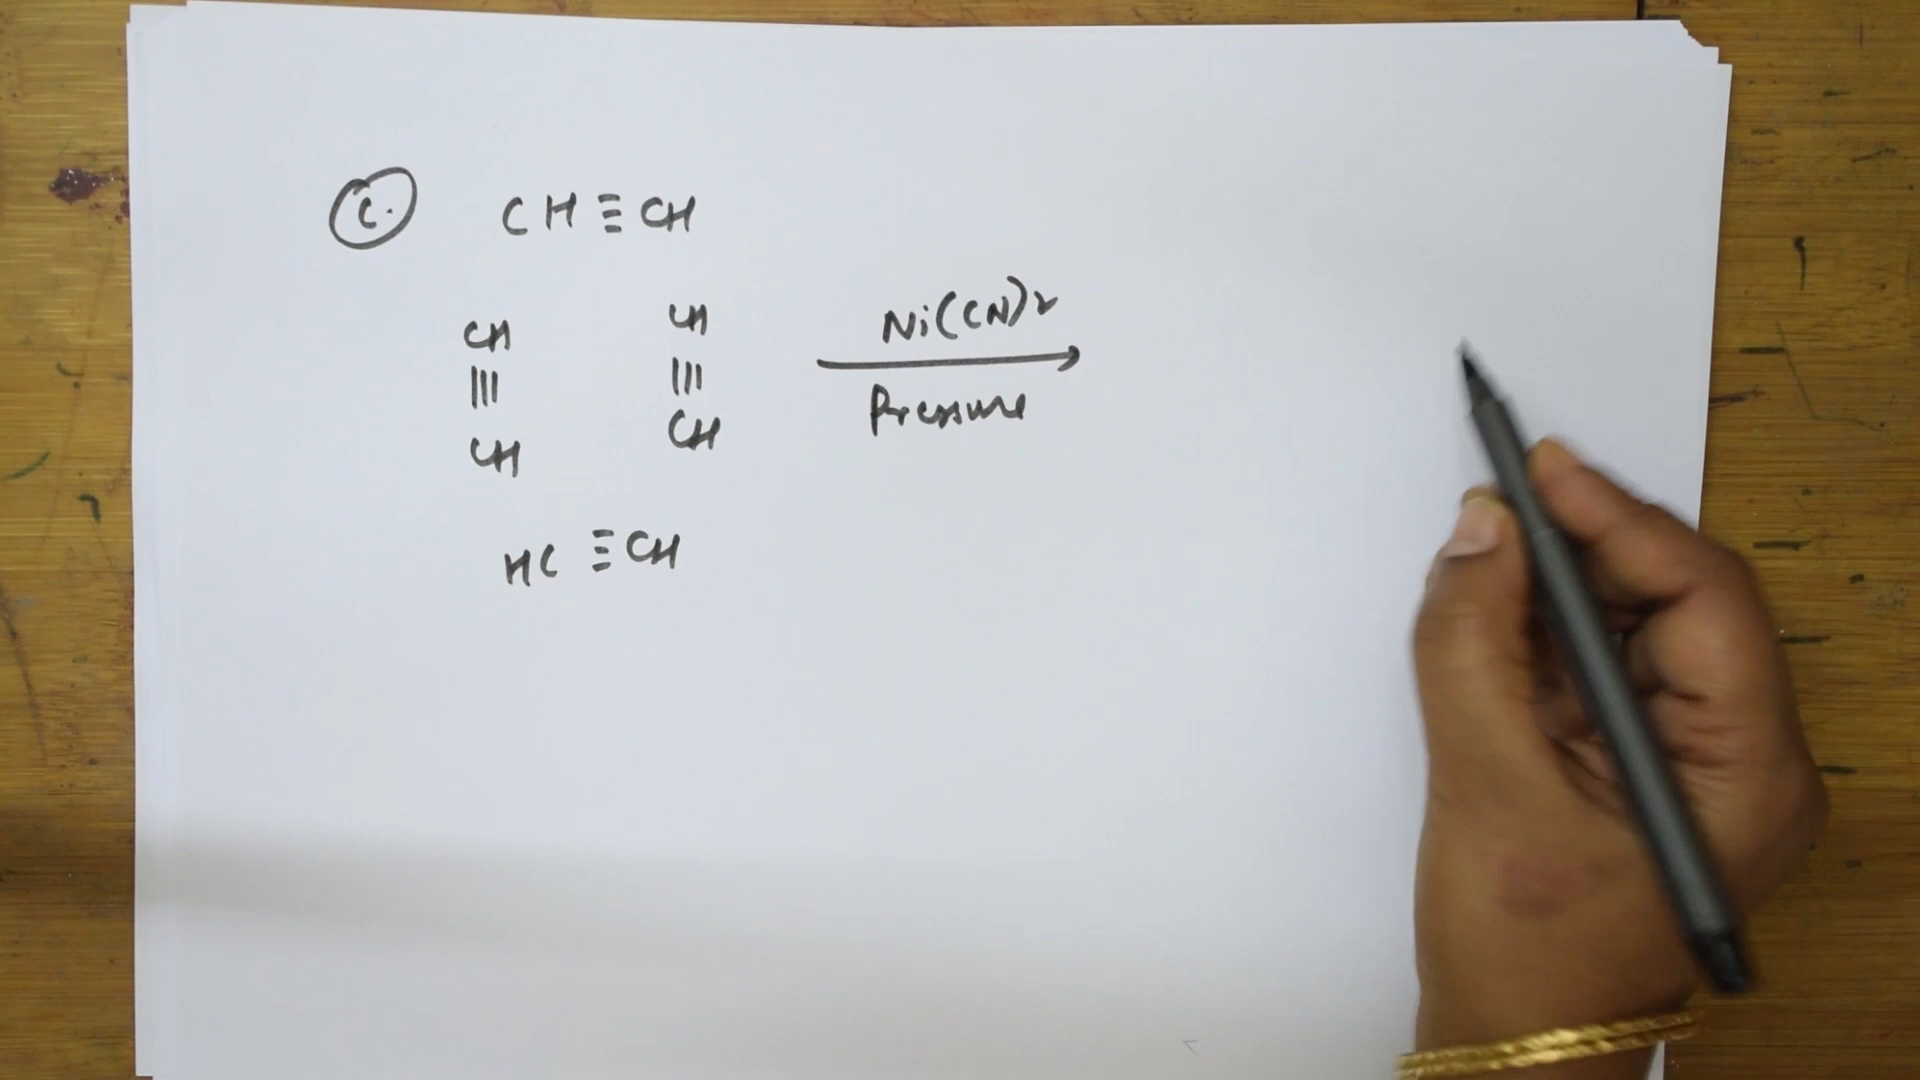 C. CH≡CH
CH CH
||| |||
CH CH
HC≡CH
Ni(CN)2
Pressure